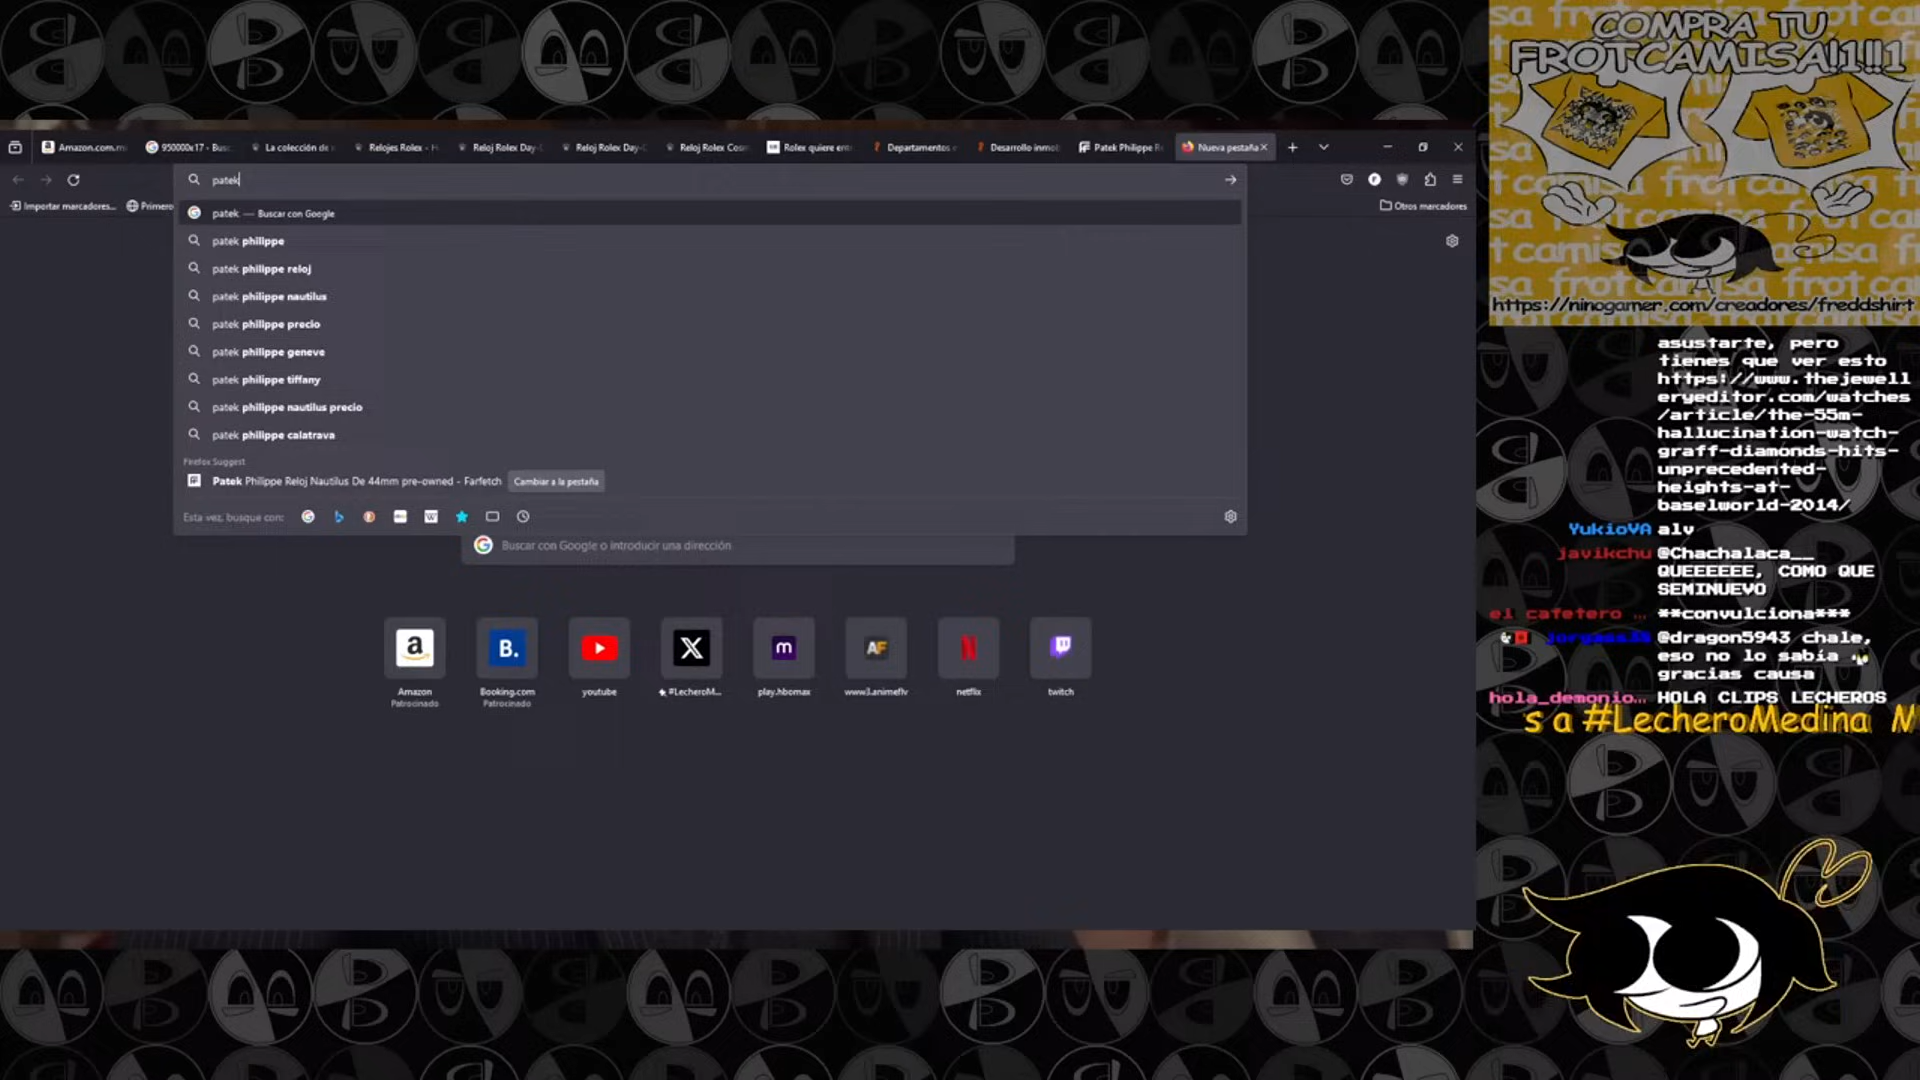 Amazon.com.m
950000x17 - Bus
La colección de
Relojes Rolex - H
Reloj Rolex Day-
Reloj Rolex Day-
Reloj Rolex Cosm
Rolex quiere entr
Departamentos e
Desarrollo inmob
Patek Philippe R
Nueva pestaña
patek
Importar marcadores...
Primero
Otros marcadores
patek — Buscar con Google
patek philippe
patek philippe reloj
patek philippe nautilus
patek philippe precio
patek philippe geneve
patek philippe tiffany
patek philippe nautilus precio
patek philippe calatrava
Firefox Suggest
Patek Philippe Reloj Nautilus De 44mm pre-owned - Farfetch
Cambiar a la pestaña
Esta vez, busque con:
Buscar con Google o introducir una dirección
Amazon
Patrocinado
Booking.com
Patrocinado
youtube
#LecheroM...
play.hbomax
www3.animeflv
netflix
twitch
COMPRA TU
FROTCAMISA!1!!1
https://ninogamer.com/creadores/freddshirt
asustarte, pero
tienes que ver esto
https://www.thejewell
eryeditor.com/watches
/article/the-55m-
hallucination-watch-
graff-diamonds-hits-
unprecedented-
heights-at-
baselworld-2014/
YukioVA alv
javikchu @Chachalaca__
QUEEEEEE, COMO QUE
SEMINUEVO
el cafetero ... **convulciona***
@dragon5943 chale,
eso no lo sabía
gracias causa
hola_demonio... HOLA CLIPS LECHEROS
s a #LecheroMedina